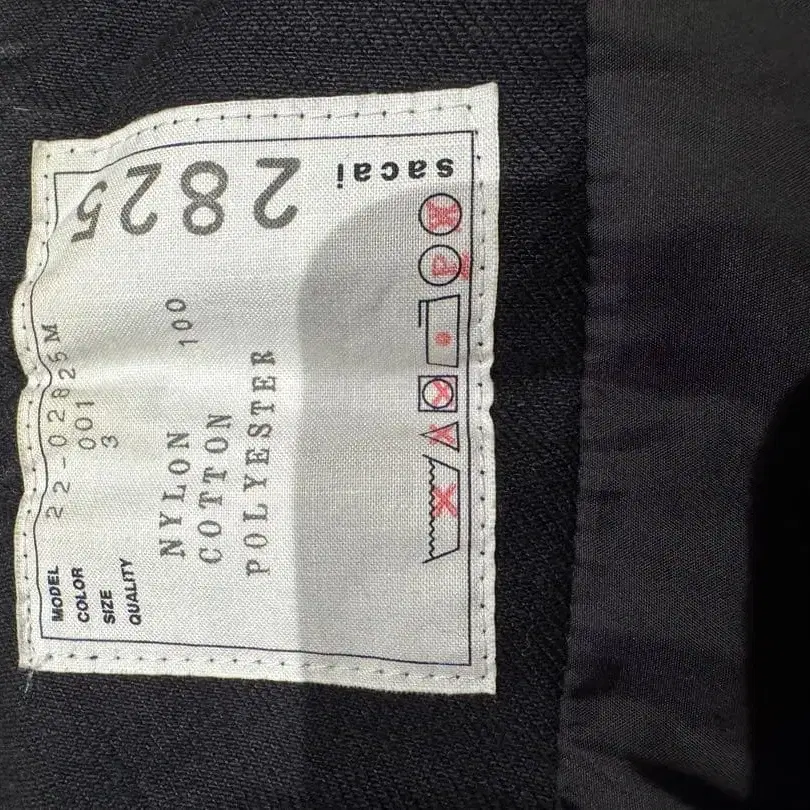 MODEL 22-02825M
COLOR 001
SIZE 3
QUALITY
NYLON 100
COTTON
POLYESTER
2825
sacai
P